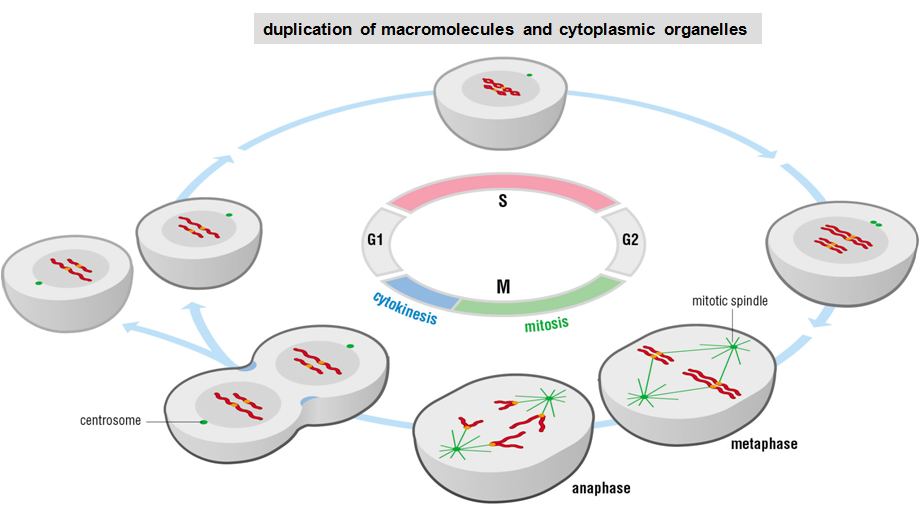 duplication of macromolecules and cytoplasmic organelles
S
G1
G2
M
cytokinesis
mitosis
mitotic spindle
centrosome
metaphase
anaphase